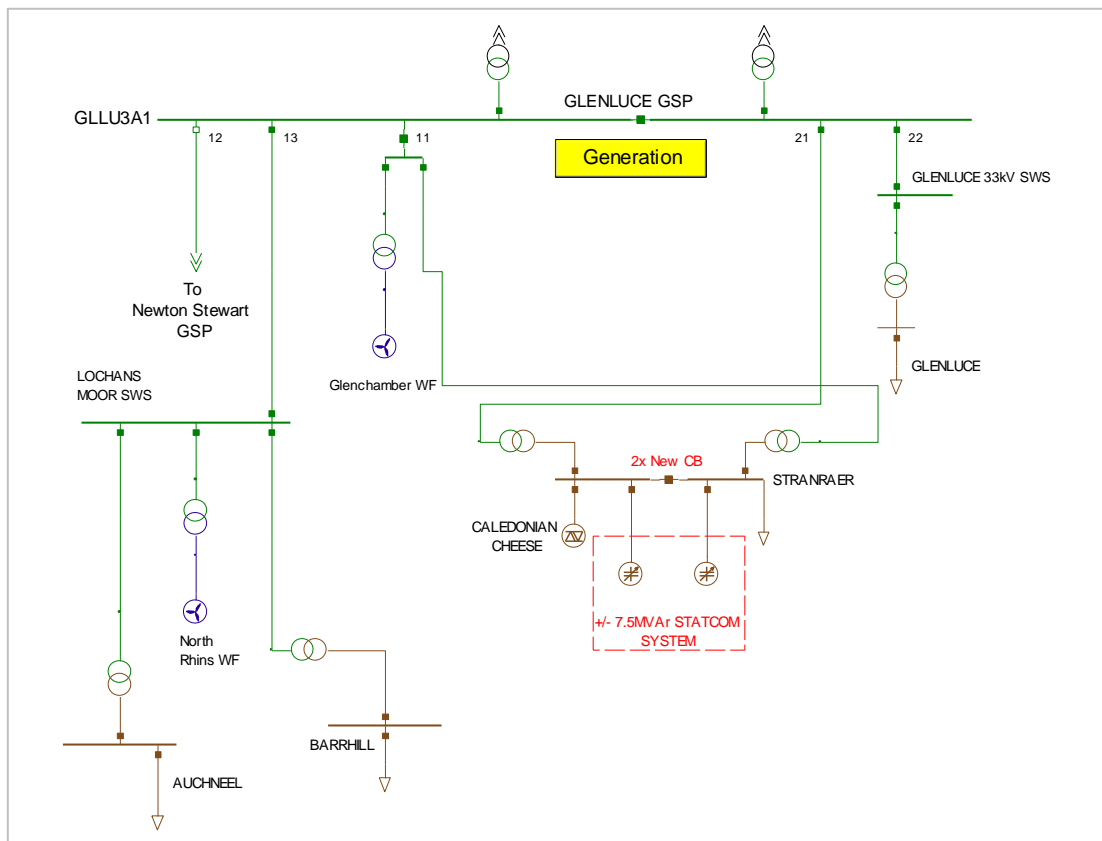 GLENLUCE GSP
GLLU3A1
12
13
11
21
22
Generation
GLENLUCE 33kV SWS
To
Newton Stewart
GSP
GLENLUCE
LOCHANS
MOOR SWS
Glenchamber WF
2x New CB
STRANRAER
CALEDONIAN
CHEESE
+/- 7.5MVAr STATCOM
SYSTEM
North
Rhins WF
BARRHILL
AUCHNEEL